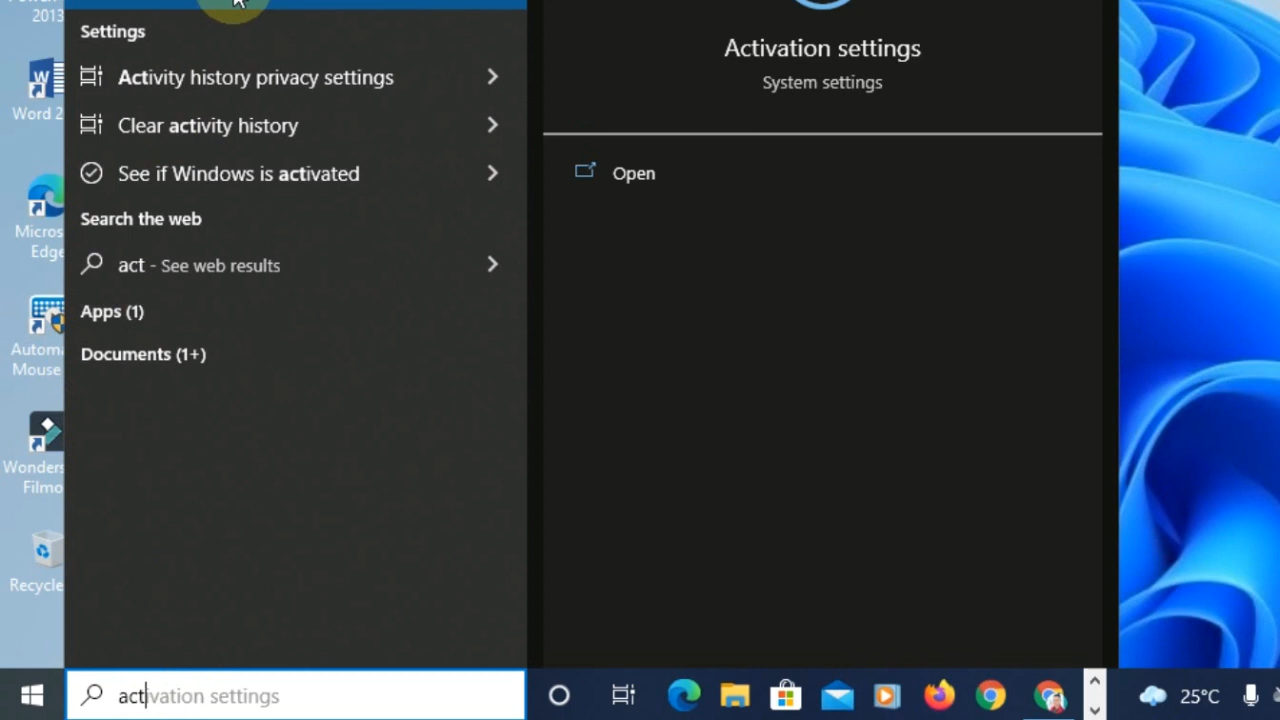 2013
Settings
Activity history privacy settings
Clear activity history
See if Windows is activated
Search the web
act - See web results
Apps (1)
Documents (1+)
Activation settings
System settings
Open
Word 2
Micros
Edge
Autom
Mouse
Wonders
Filmo
Recycle
activation settings
25°C